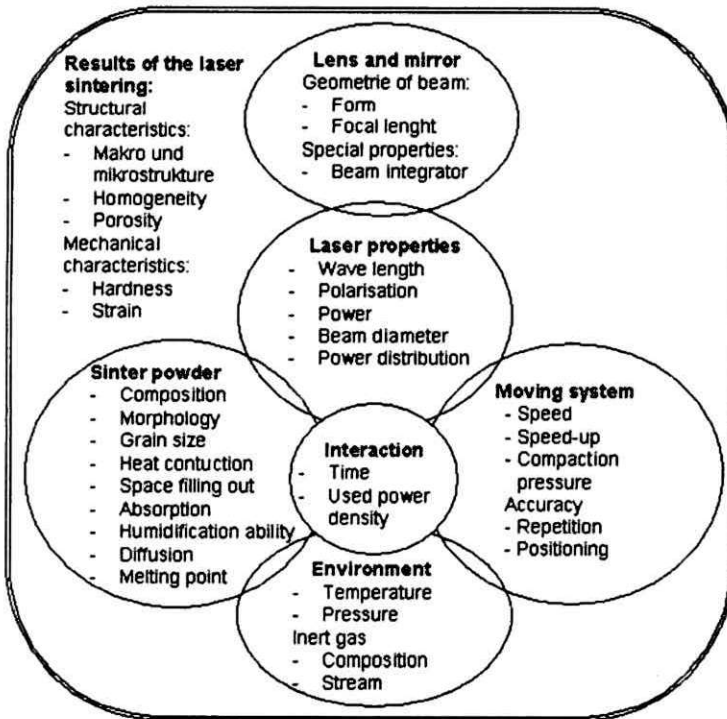 Results of the laser
sintering:
Structural
characteristics:
- Makro und
mikrostrukture
- Homogeneity
- Porosity
Mechanical
characteristics:
- Hardness
- Strain
Lens and mirror
Geometrie of beam:
- Form
- Focal lenght
Special properties:
- Beam integrator
Laser properties
- Wave length
- Polarisation
- Power
- Beam diameter
- Power distribution
Sinter powder
- Composition
- Morphology
- Grain size
- Heat contuction
- Space filling out
- Absorption
- Humidification ability
- Diffusion
- Melting point
Interaction
- Time
- Used power
density
Moving system
- Speed
- Speed-up
- Compaction
pressure
Accuracy
- Repetition
- Positioning
Environment
- Temperature
- Pressure
Inert gas
- Composition
- Stream